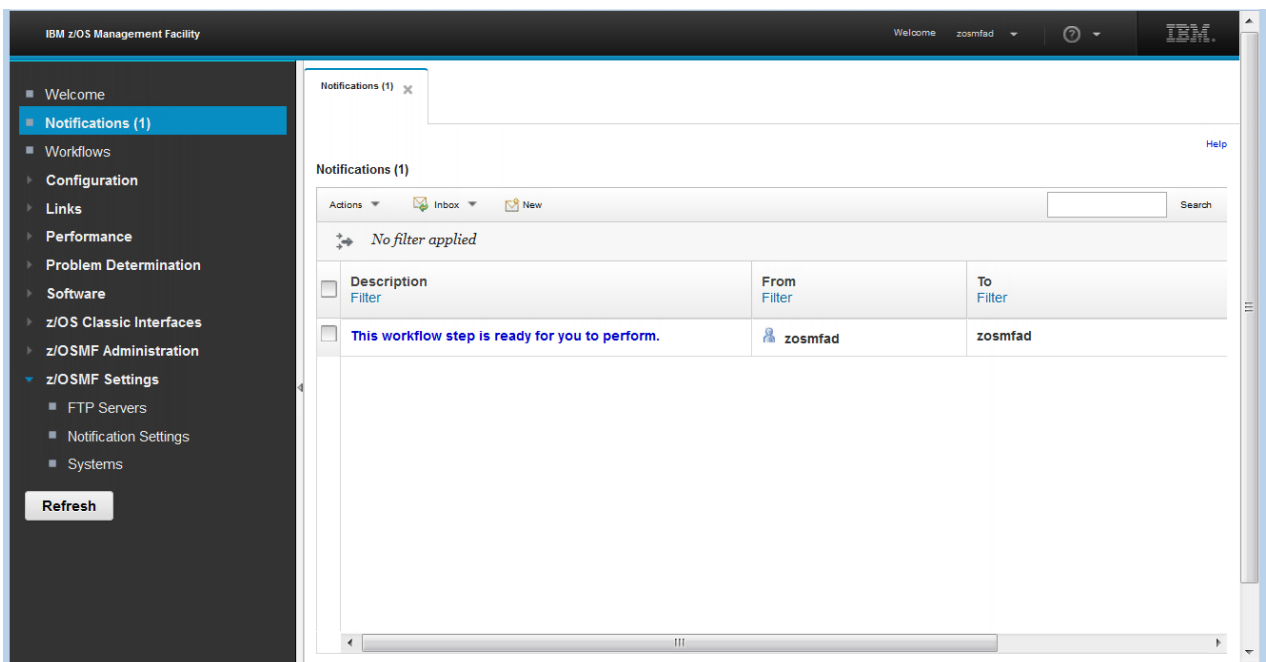 IBM z/OS Management Facility
Welcome zosmfad
IBM.
Welcome
Notifications (1)
Workflows
Configuration
Links
Performance
Problem Determination
Software
z/OS Classic Interfaces
z/OSMF Administration
z/OSMF Settings
FTP Servers
Notification Settings
Systems
Refresh
Notifications (1)
Help
Notifications (1)
Actions Inbox New Search
No filter applied
Description From To
Filter Filter Filter
This workflow step is ready for you to perform. zosmfad zosmfad